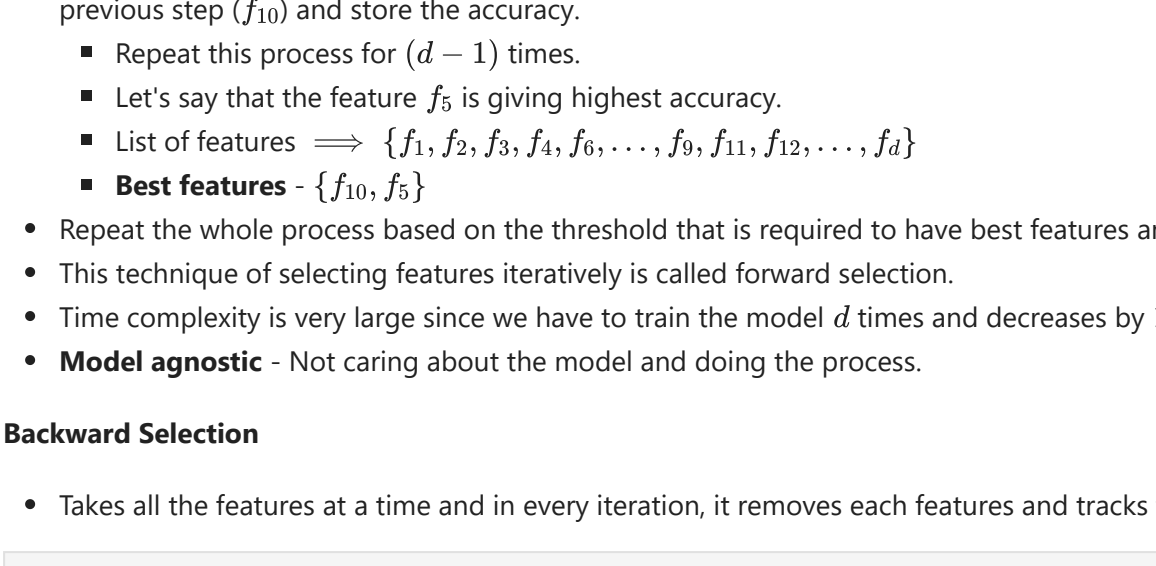 previous step (f₁₀) and store the accuracy.
▪ Repeat this process for (d − 1) times.
▪ Let's say that the feature f₅ is giving highest accuracy.
▪ List of features ⟹ {f₁, f₂, f₃, f₄, f₆, . . . , f₉, f₁₁, f₁₂, . . . , f_d}
▪ Best features - {f₁₀, f₅}
• Repeat the whole process based on the threshold that is required to have best features
• This technique of selecting features iteratively is called forward selection.
• Time complexity is very large since we have to train the model d times and decreases by
• Model agnostic - Not caring about the model and doing the process.
Backward Selection
• Takes all the features at a time and in every iteration, it removes each features and tracks